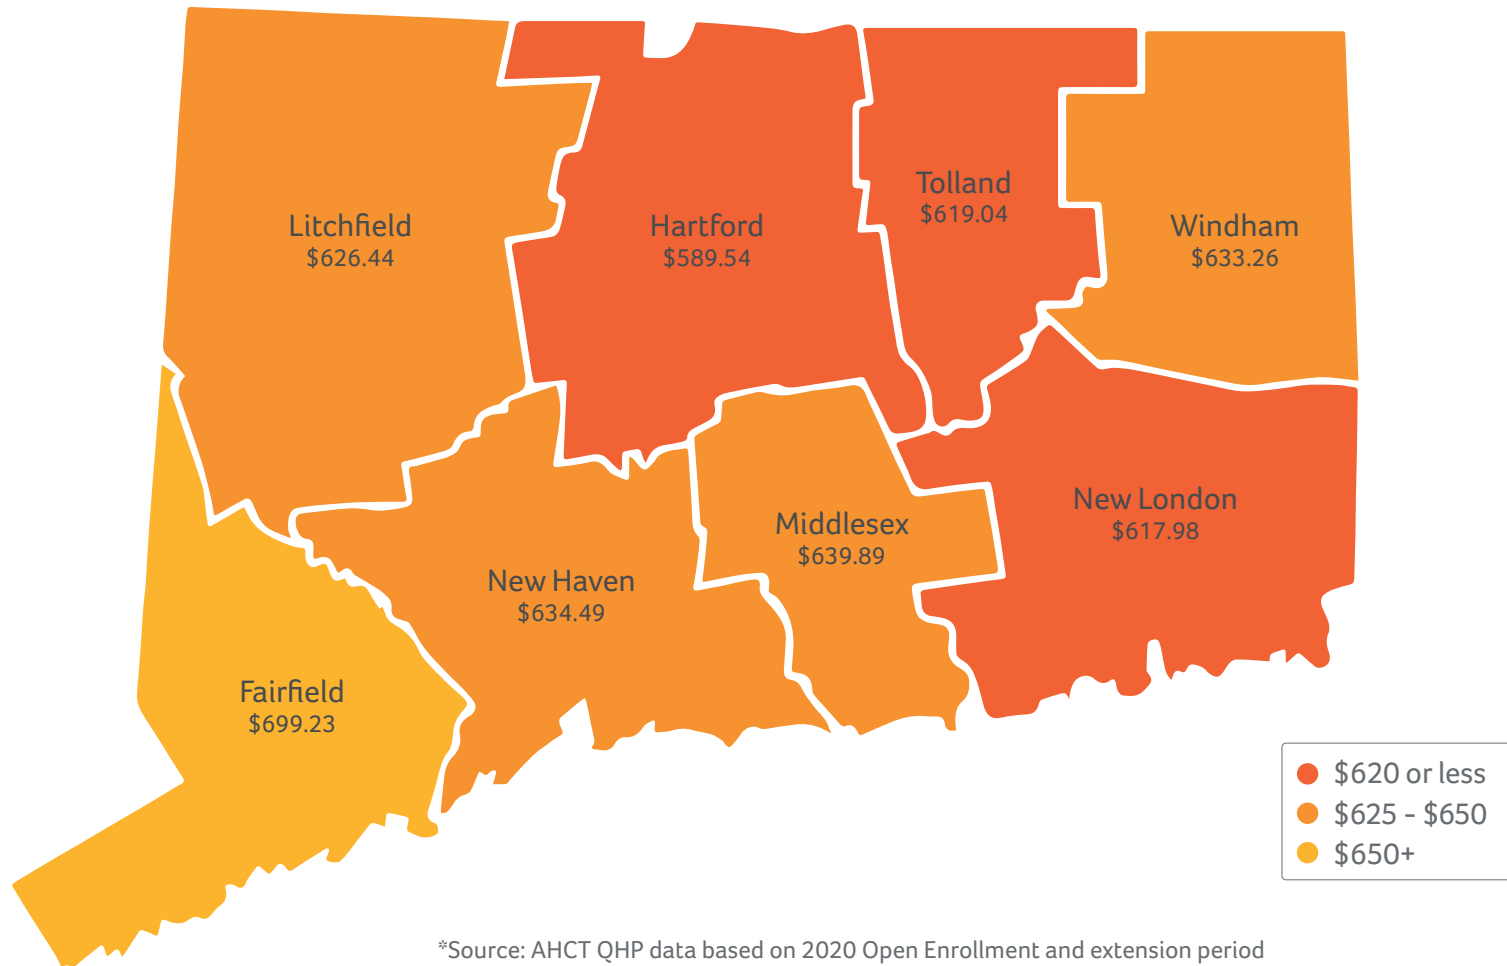 Tolland
$619.04
Litchfield
$626.44
Hartford
$589.54
Windham
$633.26
New London
$617.98
Middlesex
$639.89
New Haven
$634.49
Fairfield
$699.23
$620 or less
$625 - $650
$650+
*Source: AHCT QHP data based on 2020 Open Enrollment and extension period